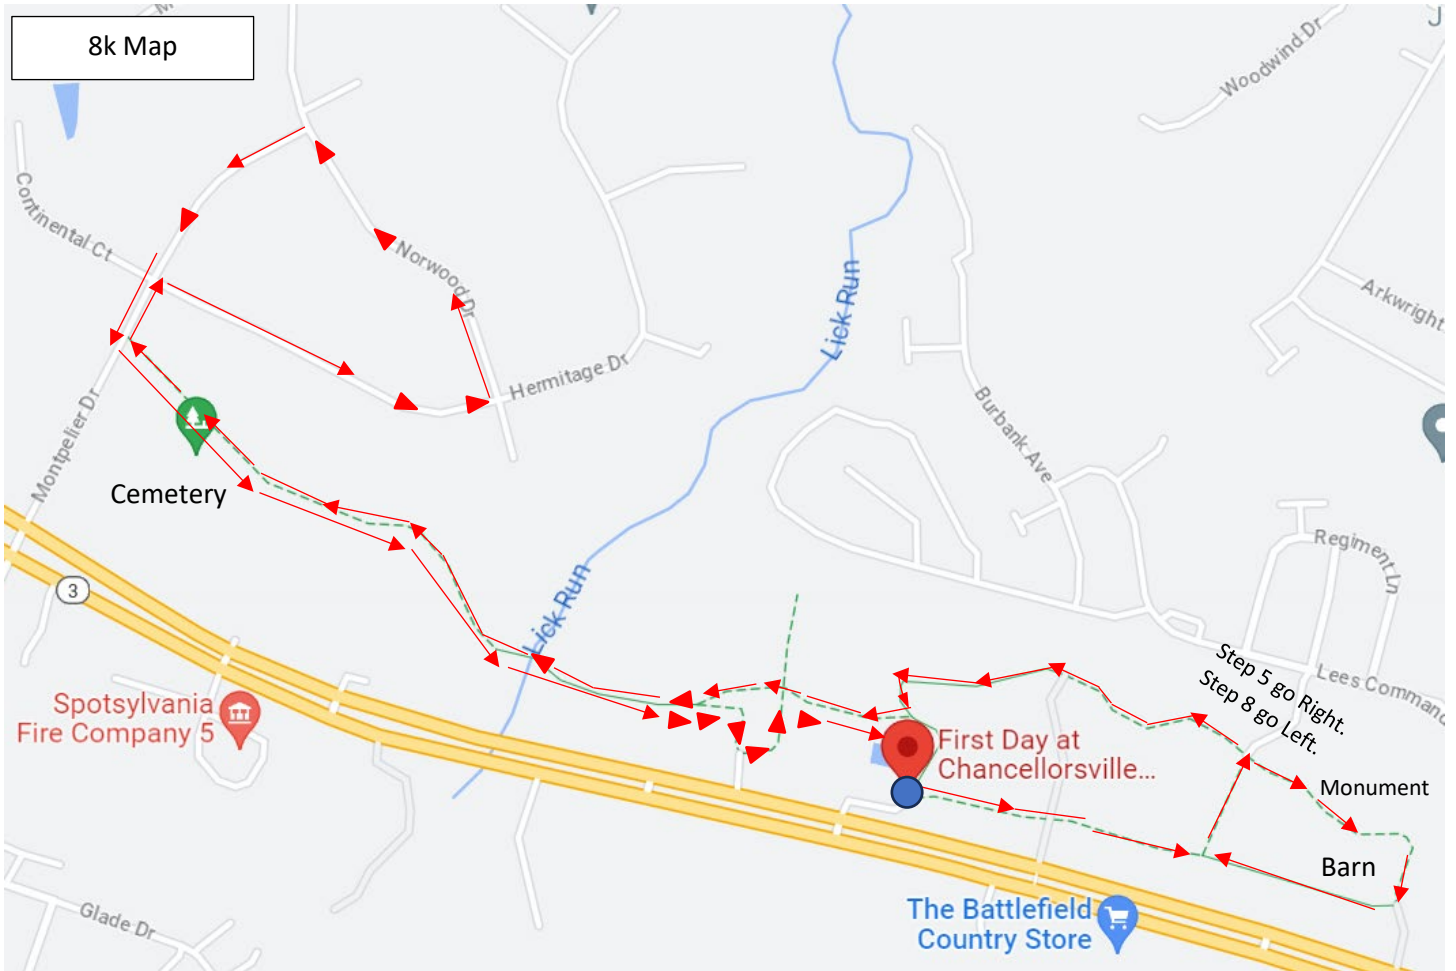 8k Map
M
J
Woodwind Dr
Continental Ct
Norwood Dr
Lick Run
Arkwright
Hermitage Dr
Montpelier Dr
Burbank Ave
Cemetery
Regiment Ln
3
Lick Run
Step 5 go Right.
Step 8 go Left.
Lees Command
Spotsylvania
Fire Company 5
First Day at
Chancellorsville...
Monument
Barn
The Battlefield
Country Store
Glade Dr